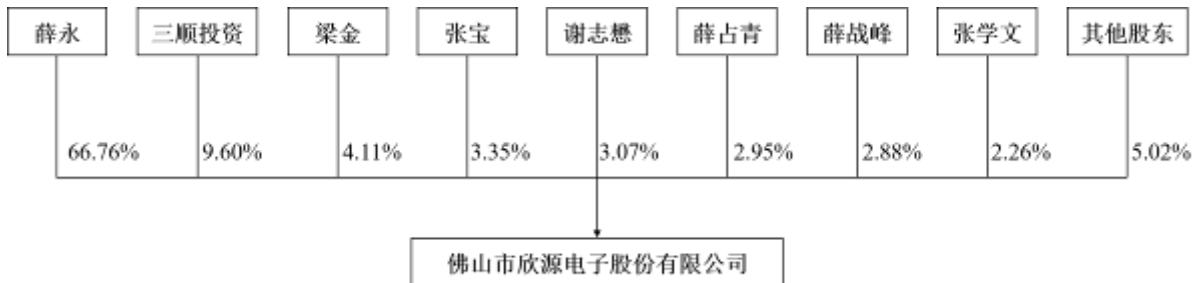 薛永 三顺投资 梁金 张宝 谢志懋 薛占青 薛战峰 张学文 其他股东
66.76% 9.60% 4.11% 3.35% 3.07% 2.95% 2.88% 2.26% 5.02%
佛山市欣源电子股份有限公司